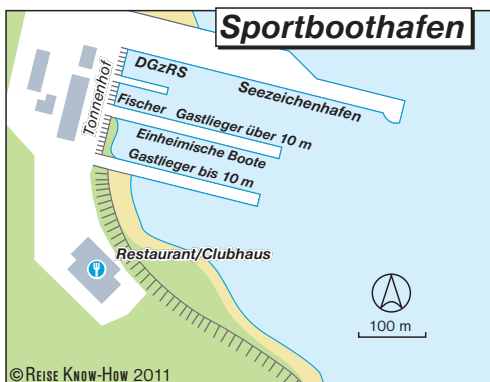 Sportboothafen
DGzRS
Seezeichenhafen
Tonnenhof
Fischer Gastlieger über 10 m
Einheimische Boote
Gastlieger bis 10 m
Restaurant/Clubhaus
100 m
© REISE KNOW-HOW 2011